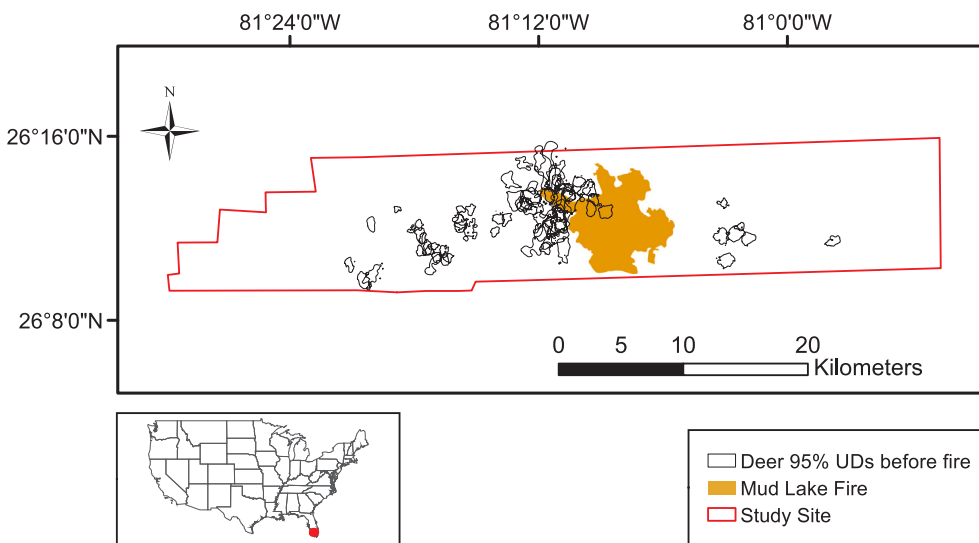 81°24'0"W 81°12'0"W 81°0'0"W
N
26°16'0"N
26°8'0"N
0 5 10 20
Kilometers
Deer 95% UDs before fire
Mud Lake Fire
Study Site